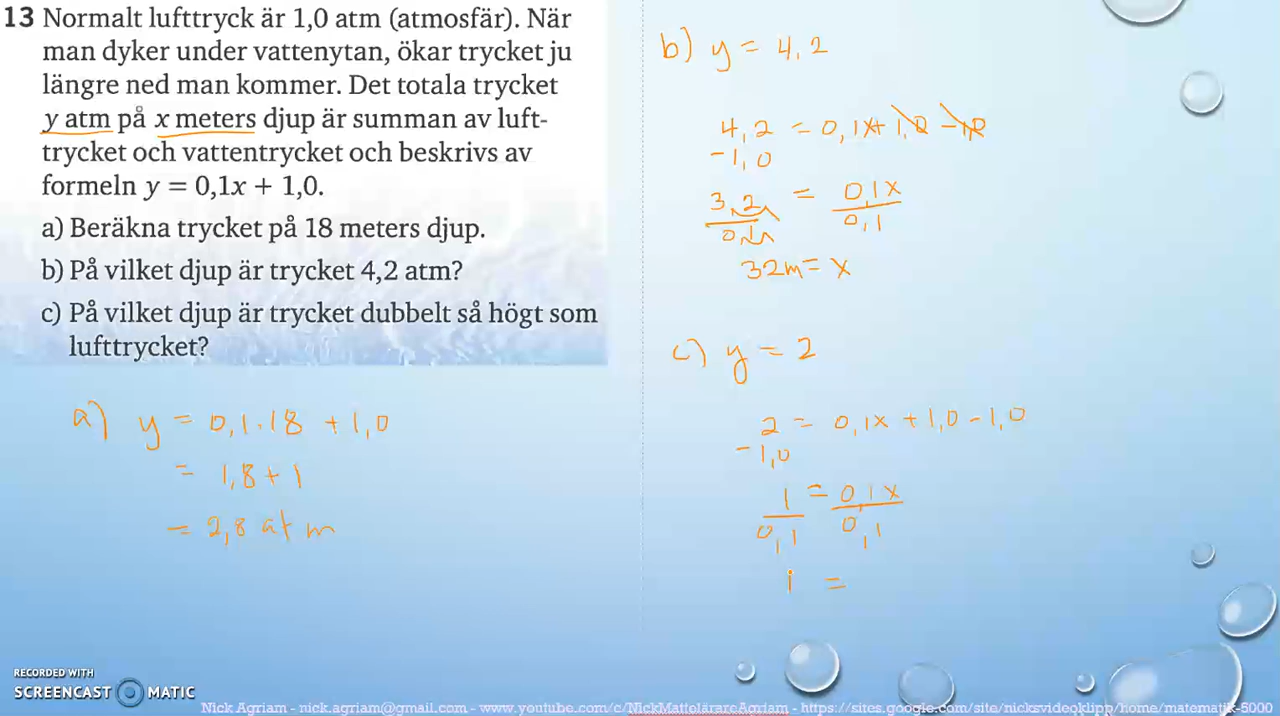 13 Normalt lufttryck är 1,0 atm (atmosfär). När
man dyker under vattenytan, ökar trycket ju
längre ned man kommer. Det totala trycket
y atm på x meters djup är summan av luft-
trycket och vattentrycket och beskrivs av
formeln y = 0,1x + 1,0.
a) Beräkna trycket på 18 meters djup.
b) På vilket djup är trycket 4,2 atm?
c) På vilket djup är trycket dubbelt så högt som
lufttrycket?
a) y = 0,1·18 + 1,0
= 1,8 + 1
= 2,8 atm
b) y = 4,2
4,2 = 0,1x + 1,0 - 1,0
-1,0
3,2 = 0,1x
0,1 0,1
32m = x
c) y = 2
2 = 0,1x + 1,0 - 1,0
-1,0
1 = 0,1x
0,1 0,1
=
RECORDED WITH
SCREENCAST MATIC
Nick Agriam - nick.agriam@gmail.com - www.youtube.com/c/NickMattelärareAgriam - https://sites.google.com/site/nicksvideoklipp/home/matematik-5000